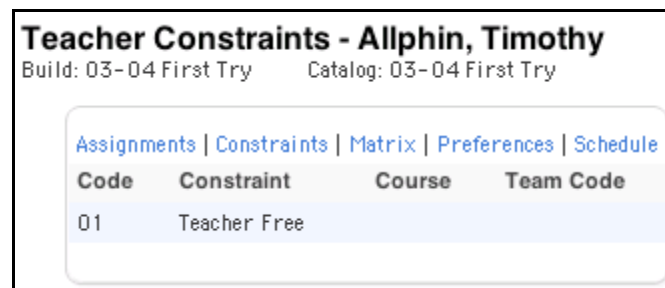 Teacher Constraints - Allphin, Timothy
Build: 03-04 First Try Catalog: 03-04 First Try
Assignments | Constraints | Matrix | Preferences | Schedule
Code Constraint Course Team Code
01 Teacher Free